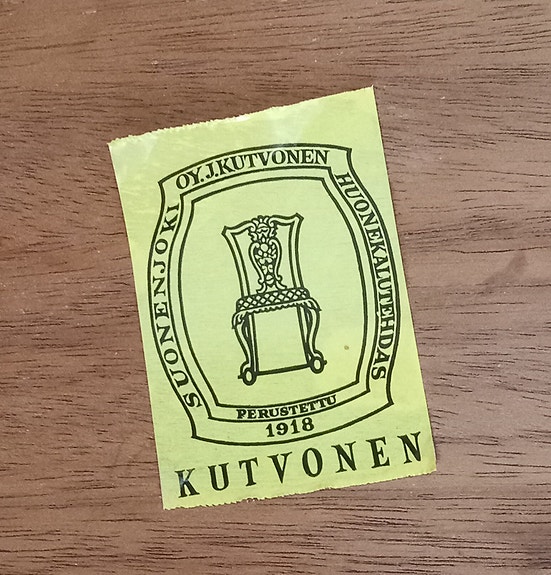 OY. J. KUTVONEN
HUONEKALUTEHDAS
SUONENJOKI
PERUSTETTU
1918
KUTVONEN